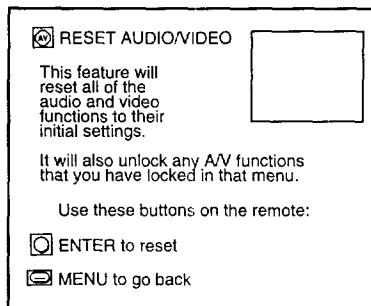 AV RESET AUDIO/VIDEO
This feature will
reset all of the
audio and video
functions to their
initial settings.
It will also unlock any A/V functions
that you have locked in that menu.
Use these buttons on the remote:
ENTER to reset
MENU to go back